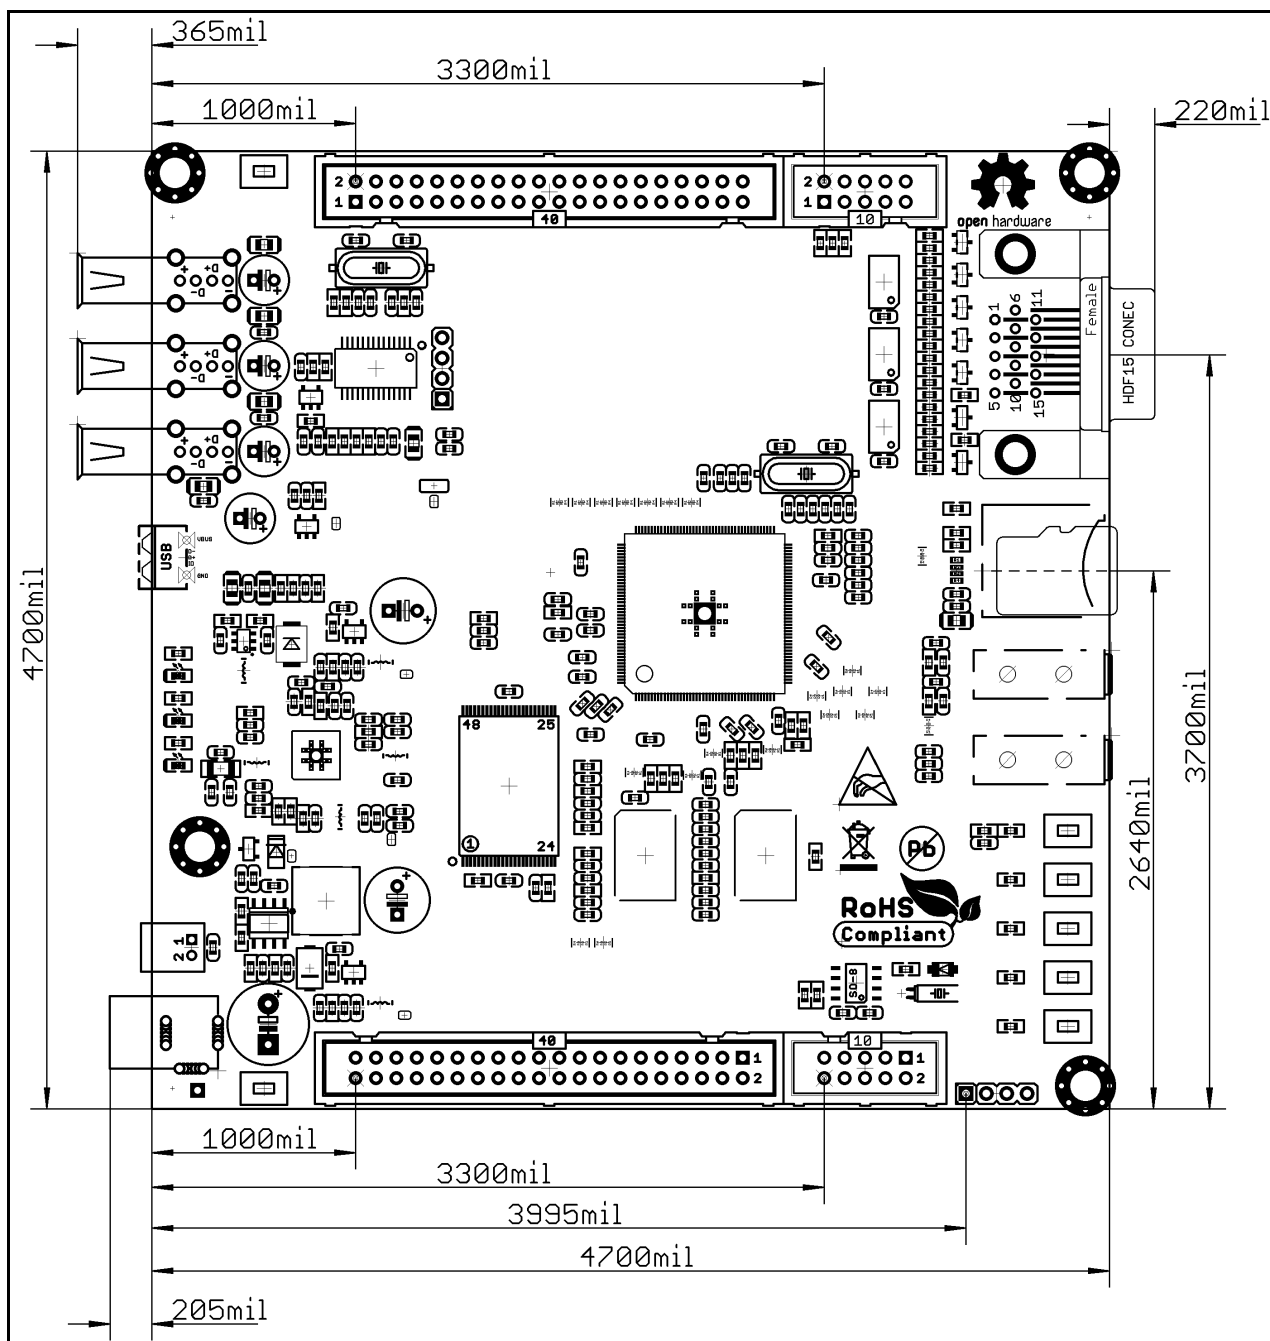 365mil
3300mil
1000mil
220mil
2
1
40
2
1
10
open hardware
+ D+ D- -
+
1 6 11
5 10 15
Female
HDF15 CONEC
+ D+ D- -
+
+ D+ D- -
+
+
USB
VBUS
GND
+
4700mil
48
25
1
24
3700mil
2640mil
Pb
RoHS
Compliant
+
2 1
SO-8
+
40
1
2
10
1
2
1000mil
3300mil
3995mil
4700mil
205mil